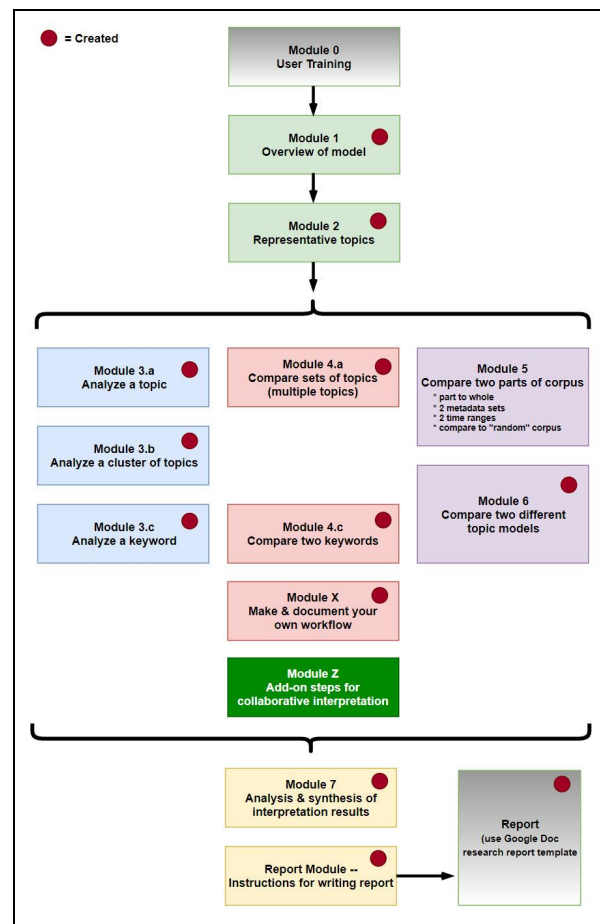 = Created
Module 0
User Training
Module 1
Overview of model
Module 2
Representative topics
Module 3.a
Analyze a topic
Module 4.a
Compare sets of topics
(multiple topics)
Module 5
Compare two parts of corpus
* part to whole
* 2 metadata sets
* 2 time ranges
* compare to "random" corpus
Module 3.b
Analyze a cluster of topics
Module 6
Compare two different
topic models
Module 3.c
Analyze a keyword
Module 4.c
Compare two keywords
Module X
Make & document your
own workflow
Module Z
Add-on steps for
collaborative interpretation
Module 7
Analysis & synthesis of
interpretation results
Report Module --
Instructions for writing report
Report
(use Google Doc
research report template